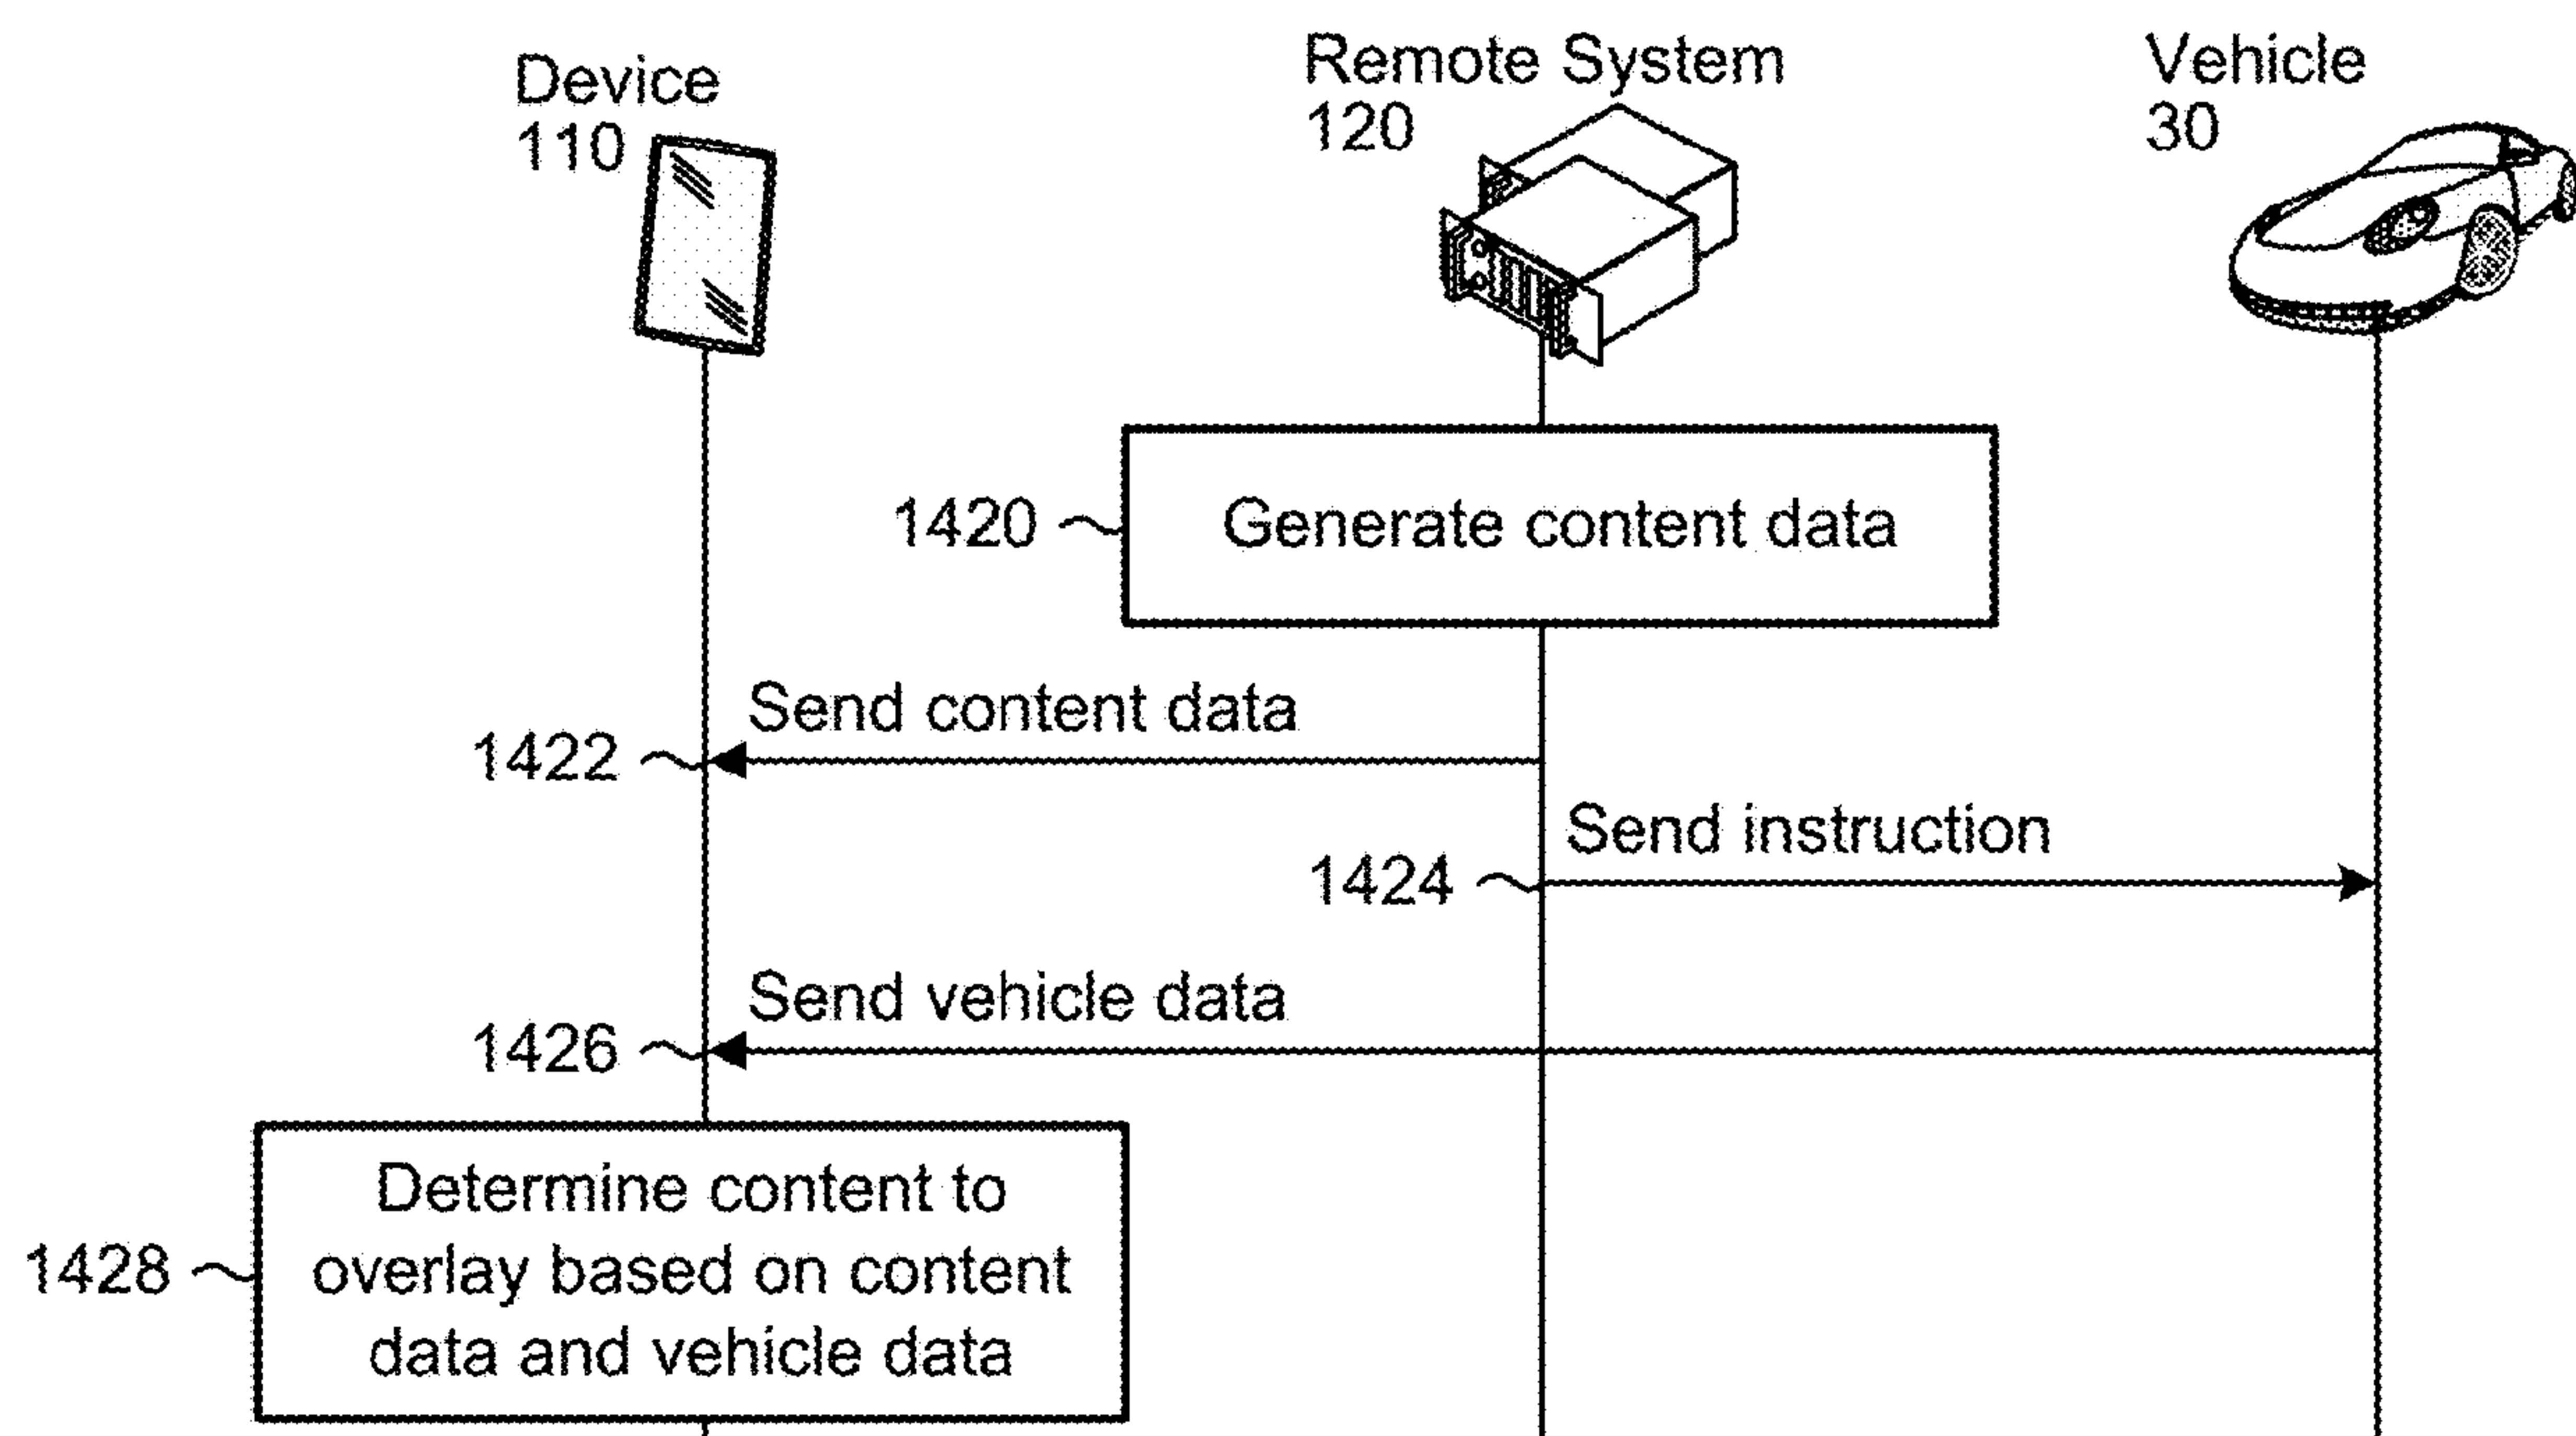 Device
110
Remote System
120
Vehicle
30
1420
Generate content data
Send content data
1422
Send instruction
1424
Send vehicle data
1426
1428
Determine content to
overlay based on content
data and vehicle data